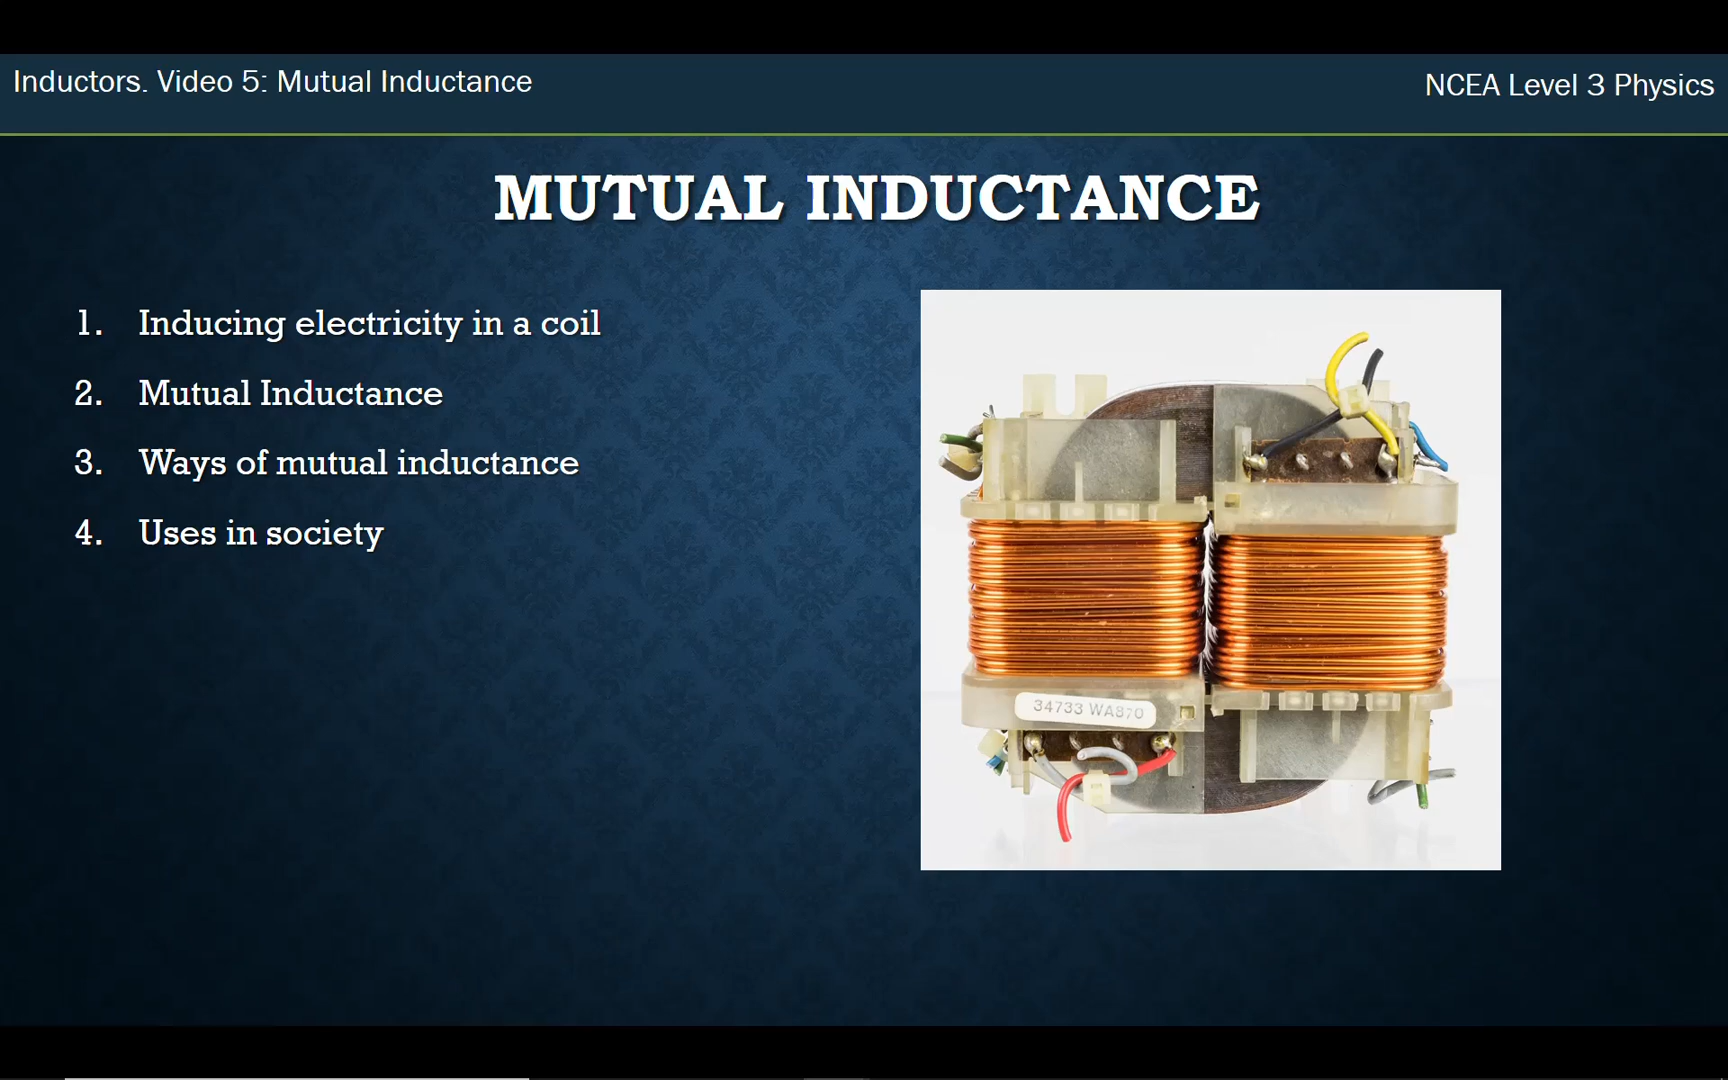 Inductors. Video 5: Mutual Inductance
NCEA Level 3 Physics
MUTUAL INDUCTANCE
1. Inducing electricity in a coil
2. Mutual Inductance
3. Ways of mutual inductance
4. Uses in society
34733 WA870